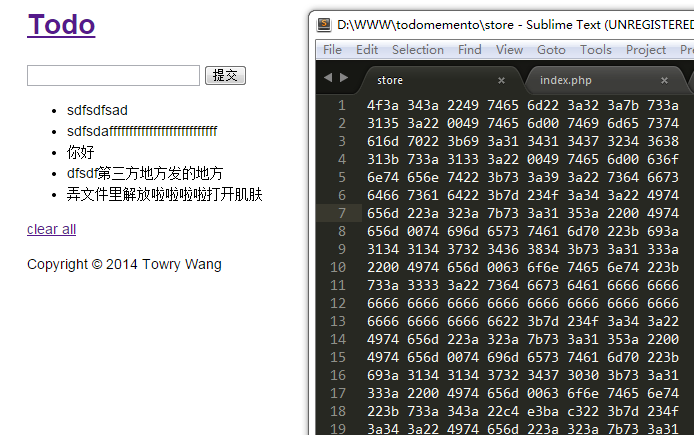 Todo
提交
sdfsdfsad
sdfsdaffffffffffffffffffffffffff
你好
dfsdf第三方地方发的地方
弄文件里解放啦啦啦啦打开肌肤
clear all
Copyright © 2014 Towry Wang
D:\WWW\todomemento\store - Sublime Text (UNREGISTERED
File Edit Selection Find View Goto Tools Project Pre
store × index.php ×
1 4f3a 343a 2249 7465 6d22 3a32 3a7b 733a
2 3135 3a22 0049 7465 6d00 7469 6d65 7374
3 616d 7022 3b69 3a31 3431 3437 3234 3638
4 313b 733a 3133 3a22 0049 7465 6d00 636f
5 6e74 656e 7422 3b73 3a39 3a22 7364 6673
6 6466 7361 6422 3b7d 234f 3a34 3a22 4974
7 656d 223a 323a 7b73 3a31 353a 2200 4974
8 656d 0074 696d 6573 7461 6d70 223b 693a
9 3134 3134 3732 3436 3834 3b73 3a31 333a
10 2200 4974 656d 0063 6f6e 7465 6e74 223b
11 733a 3333 3a22 7364 6673 6461 6666 6666
12 6666 6666 6666 6666 6666 6666 6666 6666
13 6666 6666 6666 6622 3b7d 234f 3a34 3a22
14 4974 656d 223a 323a 7b73 3a31 353a 2200
15 4974 656d 0074 696d 6573 7461 6d70 223b
16 693a 3134 3134 3732 3437 3030 3b73 3a31
17 333a 2200 4974 656d 0063 6f6e 7465 6e74
18 223b 733a 343a 22c4 e3ba c322 3b7d 234f
19 3a34 3a22 4974 656d 223a 323a 7b73 3a31